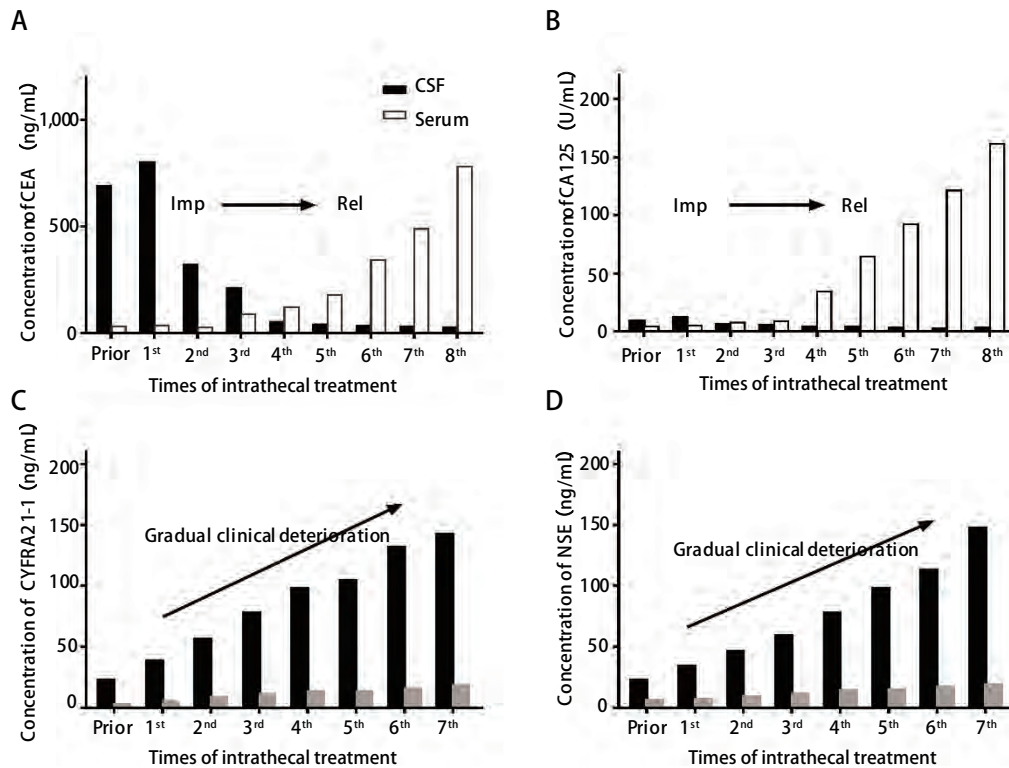 A
Concentration of CEA (ng/mL)
1,000
500
0
CSF
Serum
Imp
Rel
Prior 1st 2nd 3rd 4th 5th 6th 7th 8th
Times of intrathecal treatment
B
Concentration of CA125 (U/mL)
200
150
100
50
0
Imp
Rel
Prior 1st 2nd 3rd 4th 5th 6th 7th 8th
Times of intrathecal treatment
C
Concentration of CYFRA21-1 (ng/mL)
200
150
100
50
0
Gradual clinical deterioration
Prior 1st 2nd 3rd 4th 5th 6th 7th
Times of intrathecal treatment
D
Concentration of NSE (ng/mL)
200
150
100
50
0
Gradual clinical deterioration
Prior 1st 2nd 3rd 4th 5th 6th 7th
Times of intrathecal treatment